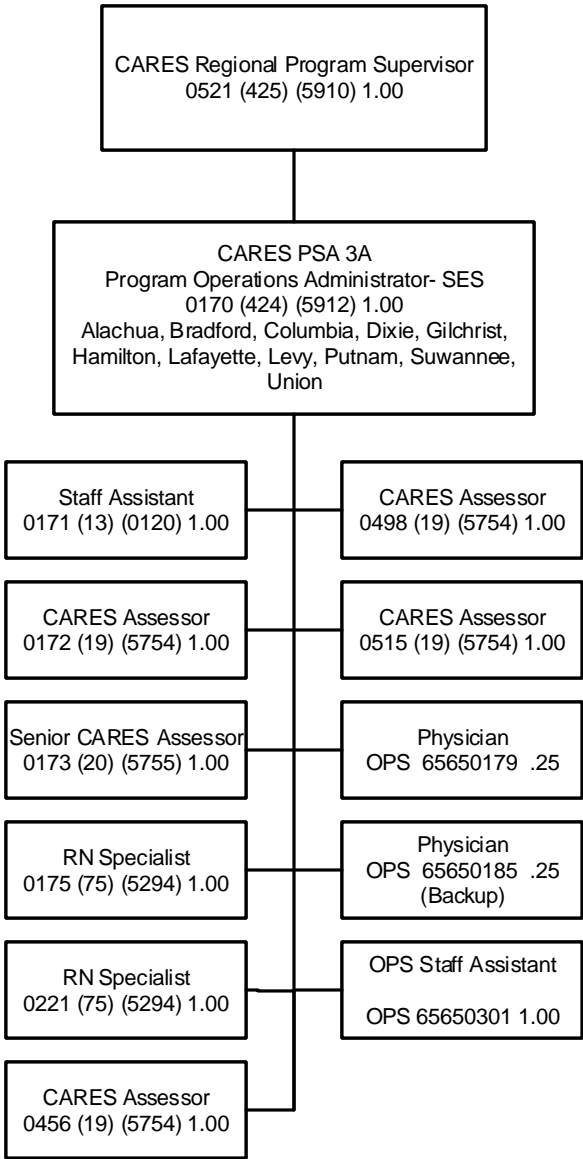 CARES Regional Program Supervisor
0521 (425) (5910) 1.00
CARES PSA 3A
Program Operations Administrator- SES
0170 (424) (5912) 1.00
Alachua, Bradford, Columbia, Dixie, Gilchrist,
Hamilton, Lafayette, Levy, Putnam, Suwannee,
Union
Staff Assistant
0171 (13) (0120) 1.00
CARES Assessor
0498 (19) (5754) 1.00
CARES Assessor
0172 (19) (5754) 1.00
CARES Assessor
0515 (19) (5754) 1.00
Senior CARES Assessor
0173 (20) (5755) 1.00
Physician
OPS 65650179 .25
RN Specialist
0175 (75) (5294) 1.00
Physician
OPS 65650185 .25
(Backup)
RN Specialist
0221 (75) (5294) 1.00
OPS Staff Assistant
OPS 65650301 1.00
CARES Assessor
0456 (19) (5754) 1.00